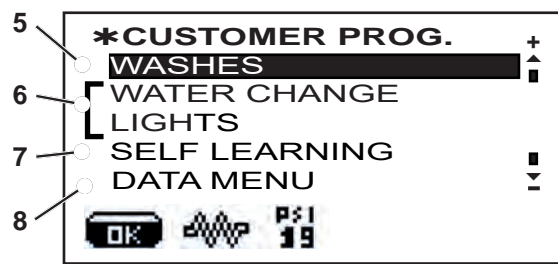 5
✱CUSTOMER PROG.
+
WASHES
6
WATER CHANGE
LIGHTS
7
SELF LEARNING
8
DATA MENU
−
OK
PSI
19